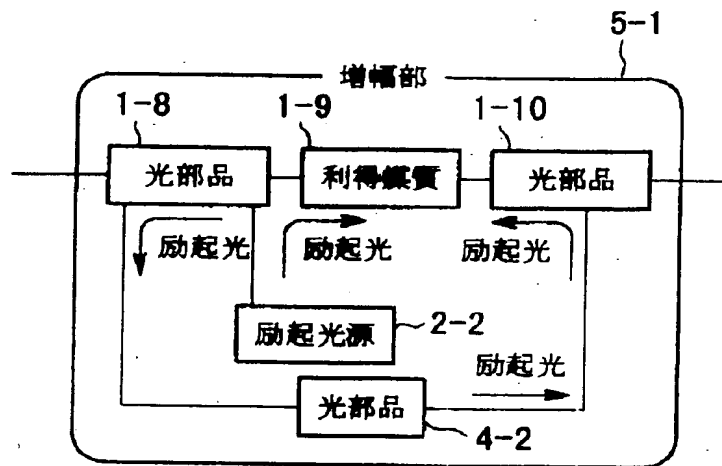 5-1
増幅部
1-8
1-9
1-10
光部品
利得媒質
光部品
励起光
励起光
励起光
励起光源
2-2
励起光
光部品
4-2